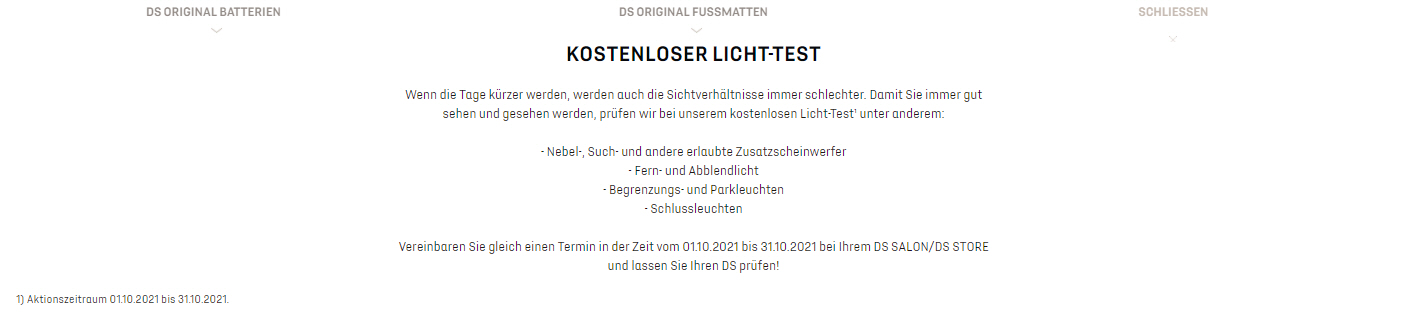 DS ORIGINAL BATTERIEN
DS ORIGINAL FUSSMATTEN
SCHLIESSEN
KOSTENLOSER LICHT-TEST
Wenn die Tage kürzer werden, werden auch die Sichtverhältnisse immer schlechter. Damit Sie immer gut
sehen und gesehen werden, prüfen wir bei unserem kostenlosen Licht-Test¹ unter anderem:
- Nebel-, Such- und andere erlaubte Zusatzscheinwerfer
- Fern- und Abblendlicht
- Begrenzungs- und Parkleuchten
- Schlussleuchten
Vereinbaren Sie gleich einen Termin in der Zeit vom 01.10.2021 bis 31.10.2021 bei Ihrem DS SALON/DS STORE
und lassen Sie Ihren DS prüfen!
1) Aktionszeitraum 01.10.2021 bis 31.10.2021.